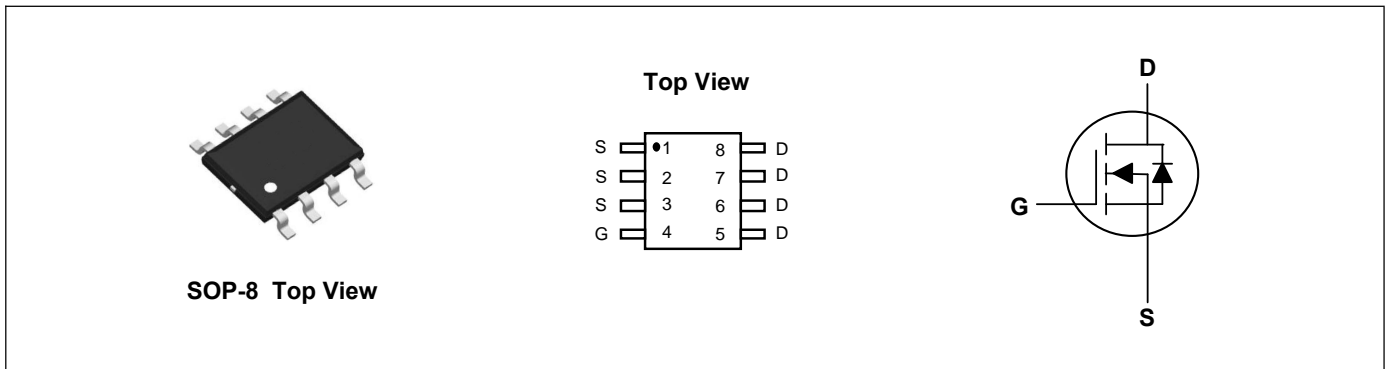 SOP-8 Top View
Top View
S 1 8 D
S 2 7 D
S 3 6 D
G 4 5 D
D
G
S